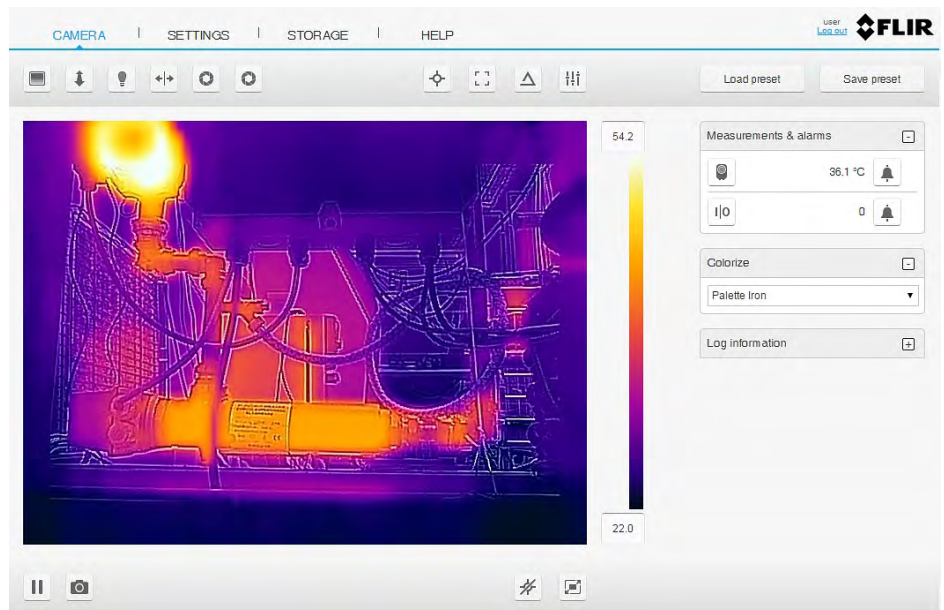 CAMERA
SETTINGS
STORAGE
HELP
user
Log out
FLIR
Load preset
Save preset
54.2
22.0
Measurements & alarms
36.1 °C
I|O
0
Colorize
Palette Iron
Log information